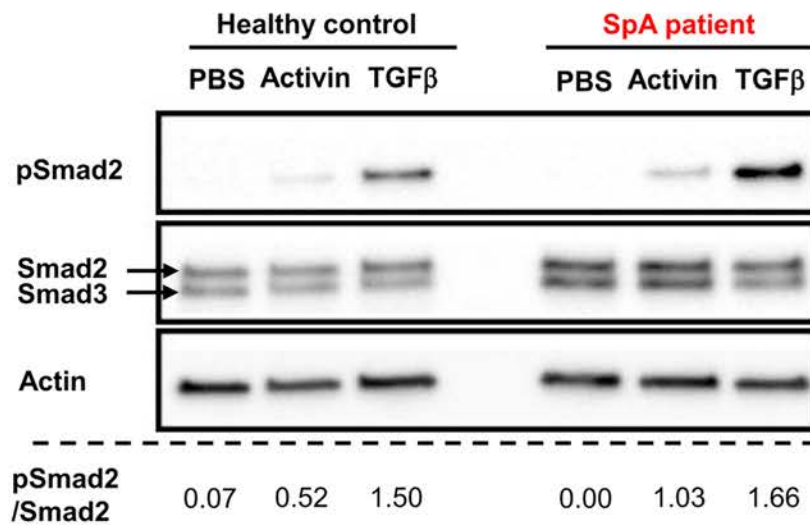 Healthy control SpA patient
PBS Activin TGFβ PBS Activin TGFβ
pSmad2
Smad2
Smad3
Actin
pSmad2
/Smad2 0.07 0.52 1.50 0.00 1.03 1.66